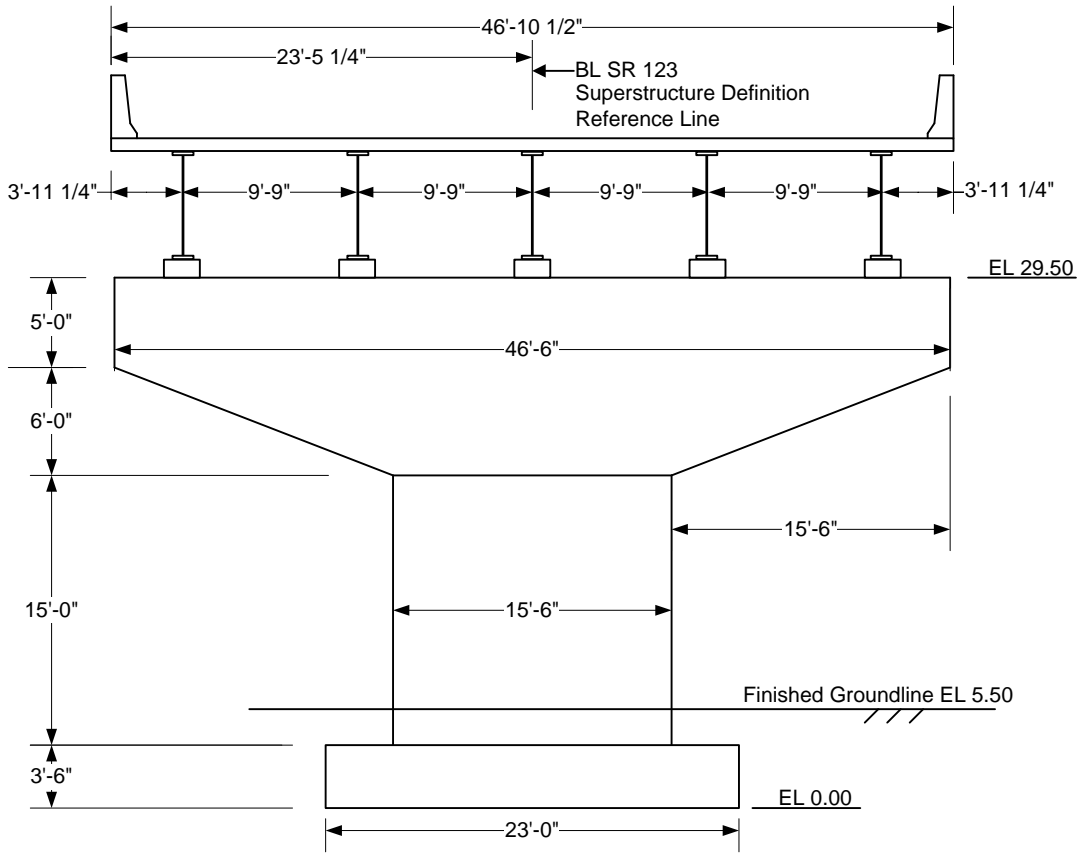 46'-10 1/2"
23'-5 1/4"
BL SR 123
Superstructure Definition
Reference Line
3'-11 1/4"
9'-9"
9'-9"
9'-9"
9'-9"
3'-11 1/4"
EL 29.50
5'-0"
46'-6"
6'-0"
15'-6"
15'-0"
15'-6"
Finished Groundline EL 5.50
3'-6"
EL 0.00
23'-0"